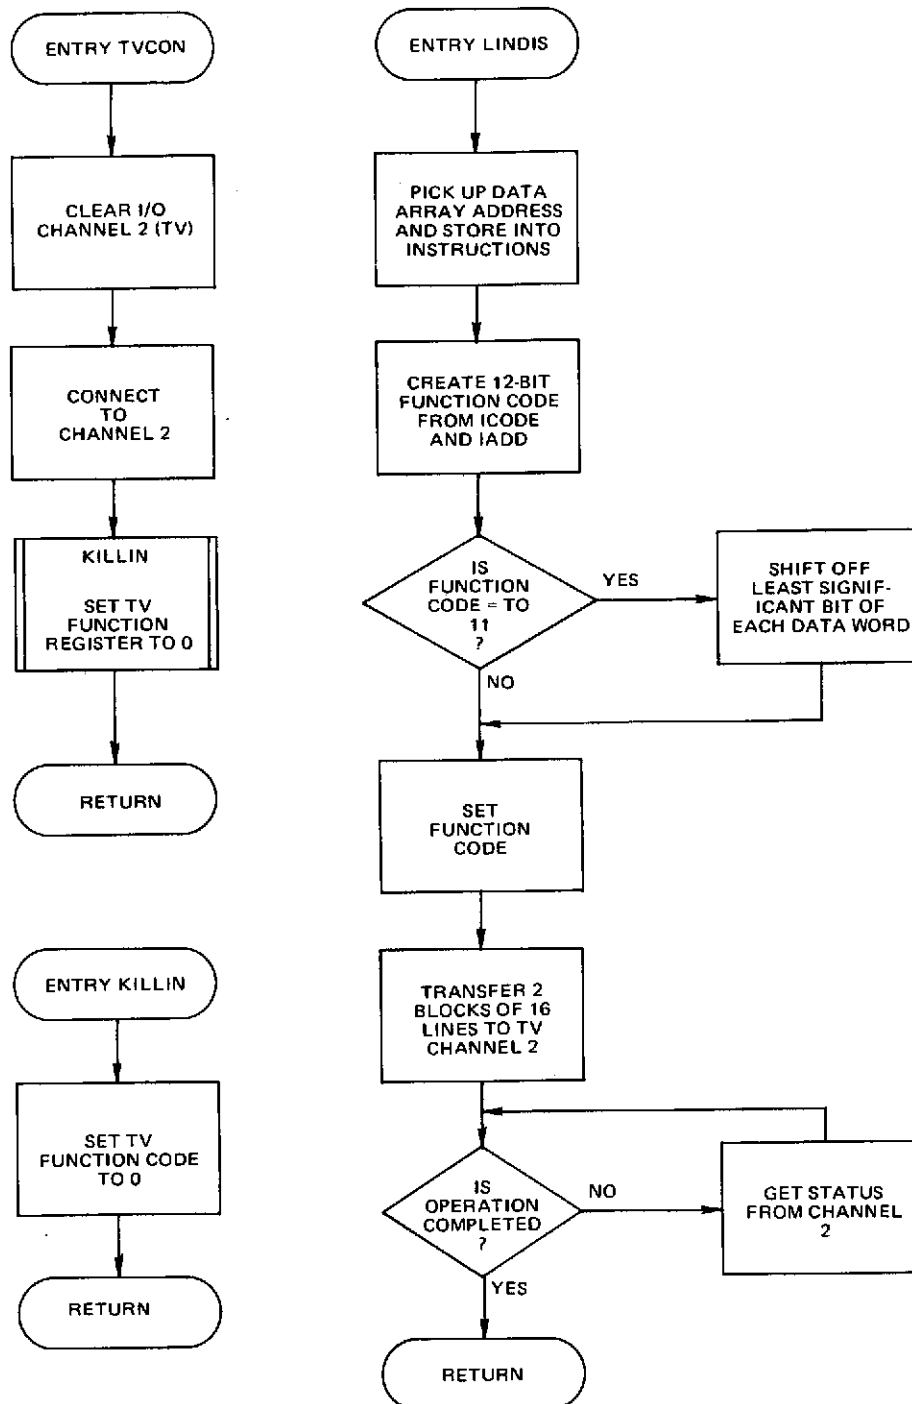 ENTRY TVCON
CLEAR I/O
CHANNEL 2 (TV)
CONNECT
TO
CHANNEL 2
KILLIN
SET TV
FUNCTION
REGISTER TO 0
RETURN
ENTRY KILLIN
SET TV
FUNCTION CODE
TO 0
RETURN
ENTRY LINDIS
PICK UP DATA
ARRAY ADDRESS
AND STORE INTO
INSTRUCTIONS
CREATE 12-BIT
FUNCTION CODE
FROM ICODE
AND IADD
IS
FUNCTION
CODE = TO
11
?
YES
SHIFT OFF
LEAST SIGNIF-
ICANT BIT OF
EACH DATA WORD
NO
SET
FUNCTION
CODE
TRANSFER 2
BLOCKS OF 16
LINES TO TV
CHANNEL 2
IS
OPERATION
COMPLETED
?
NO
GET STATUS
FROM CHANNEL
2
YES
RETURN